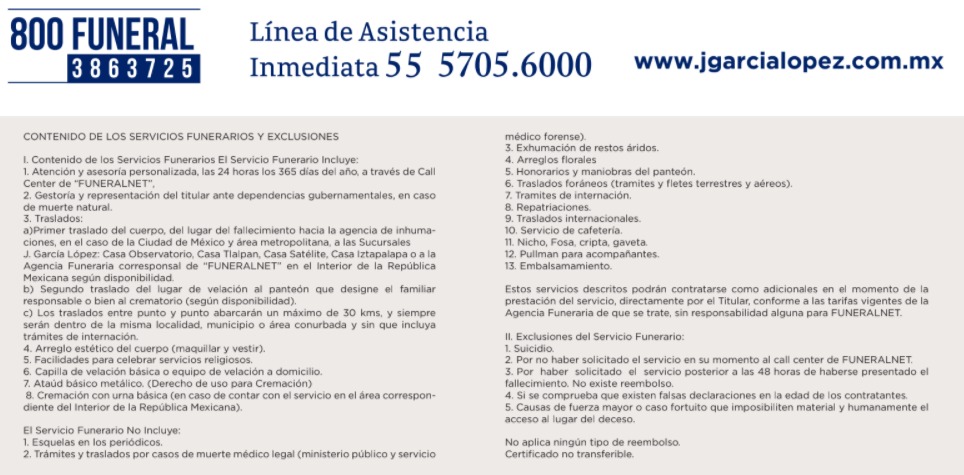 800 FUNERAL
3863725
Línea de Asistencia
Inmediata 55 5705.6000
www.jgarcialopez.com.mx
CONTENIDO DE LOS SERVICIOS FUNERARIOS Y EXCLUSIONES
I. Contenido de los Servicios Funerarios El Servicio Funerario Incluye:
1. Atención y asesoría personalizada, las 24 horas los 365 días del año, a través de Call
Center de “FUNERALNET”,
2. Gestoría y representación del titular ante dependencias gubernamentales, en caso
de muerte natural.
3. Traslados:
a)Primer traslado del cuerpo, del lugar del fallecimiento hacia la agencia de inhuma-
ciones, en el caso de la Ciudad de México y área metropolitana, a las Sucursales
J. García López: Casa Observatorio, Casa Tlalpan, Casa Satélite, Casa Iztapalapa o a la
Agencia Funeraria corresponsal de “FUNERALNET” en el Interior de la República
Mexicana según disponibilidad.
b) Segundo traslado del lugar de velación al panteón que designe el familiar
responsable o bien al crematorio (según disponibilidad).
c) Los traslados entre punto y punto abarcarán un máximo de 30 kms, y siempre
serán dentro de la misma localidad, municipio o área conurbada y sin que incluya
trámites de internación.
4. Arreglo estético del cuerpo (maquillar y vestir).
5. Facilidades para celebrar servicios religiosos.
6. Capilla de velación básica o equipo de velación a domicilio.
7. Ataúd básico metálico. (Derecho de uso para Cremación)
8. Cremación con urna básica (en caso de contar con el servicio en el área correspon-
diente del Interior de la República Mexicana).
El Servicio Funerario No Incluye:
1. Esquelas en los periódicos.
2. Trámites y traslados por casos de muerte médico legal (ministerio público y servicio
médico forense).
3. Exhumación de restos áridos.
4. Arreglos florales
5. Honorarios y maniobras del panteón.
6. Traslados foráneos (tramites y fletes terrestres y aéreos).
7. Tramites de internación.
8. Repatriaciones.
9. Traslados internacionales.
10. Servicio de cafetería.
11. Nicho, Fosa, cripta, gaveta.
12. Pullman para acompañantes.
13. Embalsamamiento.
Estos servicios descritos podrán contratarse como adicionales en el momento de la
prestación del servicio, directamente por el Titular, conforme a las tarifas vigentes de la
Agencia Funeraria de que se trate, sin responsabilidad alguna para FUNERALNET.
II. Exclusiones del Servicio Funerario:
1. Suicidio.
2. Por no haber solicitado el servicio en su momento al call center de FUNERALNET.
3. Por haber solicitado el servicio posterior a las 48 horas de haberse presentado el
fallecimiento. No existe reembolso.
4. Si se comprueba que existen falsas declaraciones en la edad de los contratantes.
5. Causas de fuerza mayor o caso fortuito que imposibiliten material y humanamente el
acceso al lugar del deceso.
No aplica ningún tipo de reembolso.
Certificado no transferible.